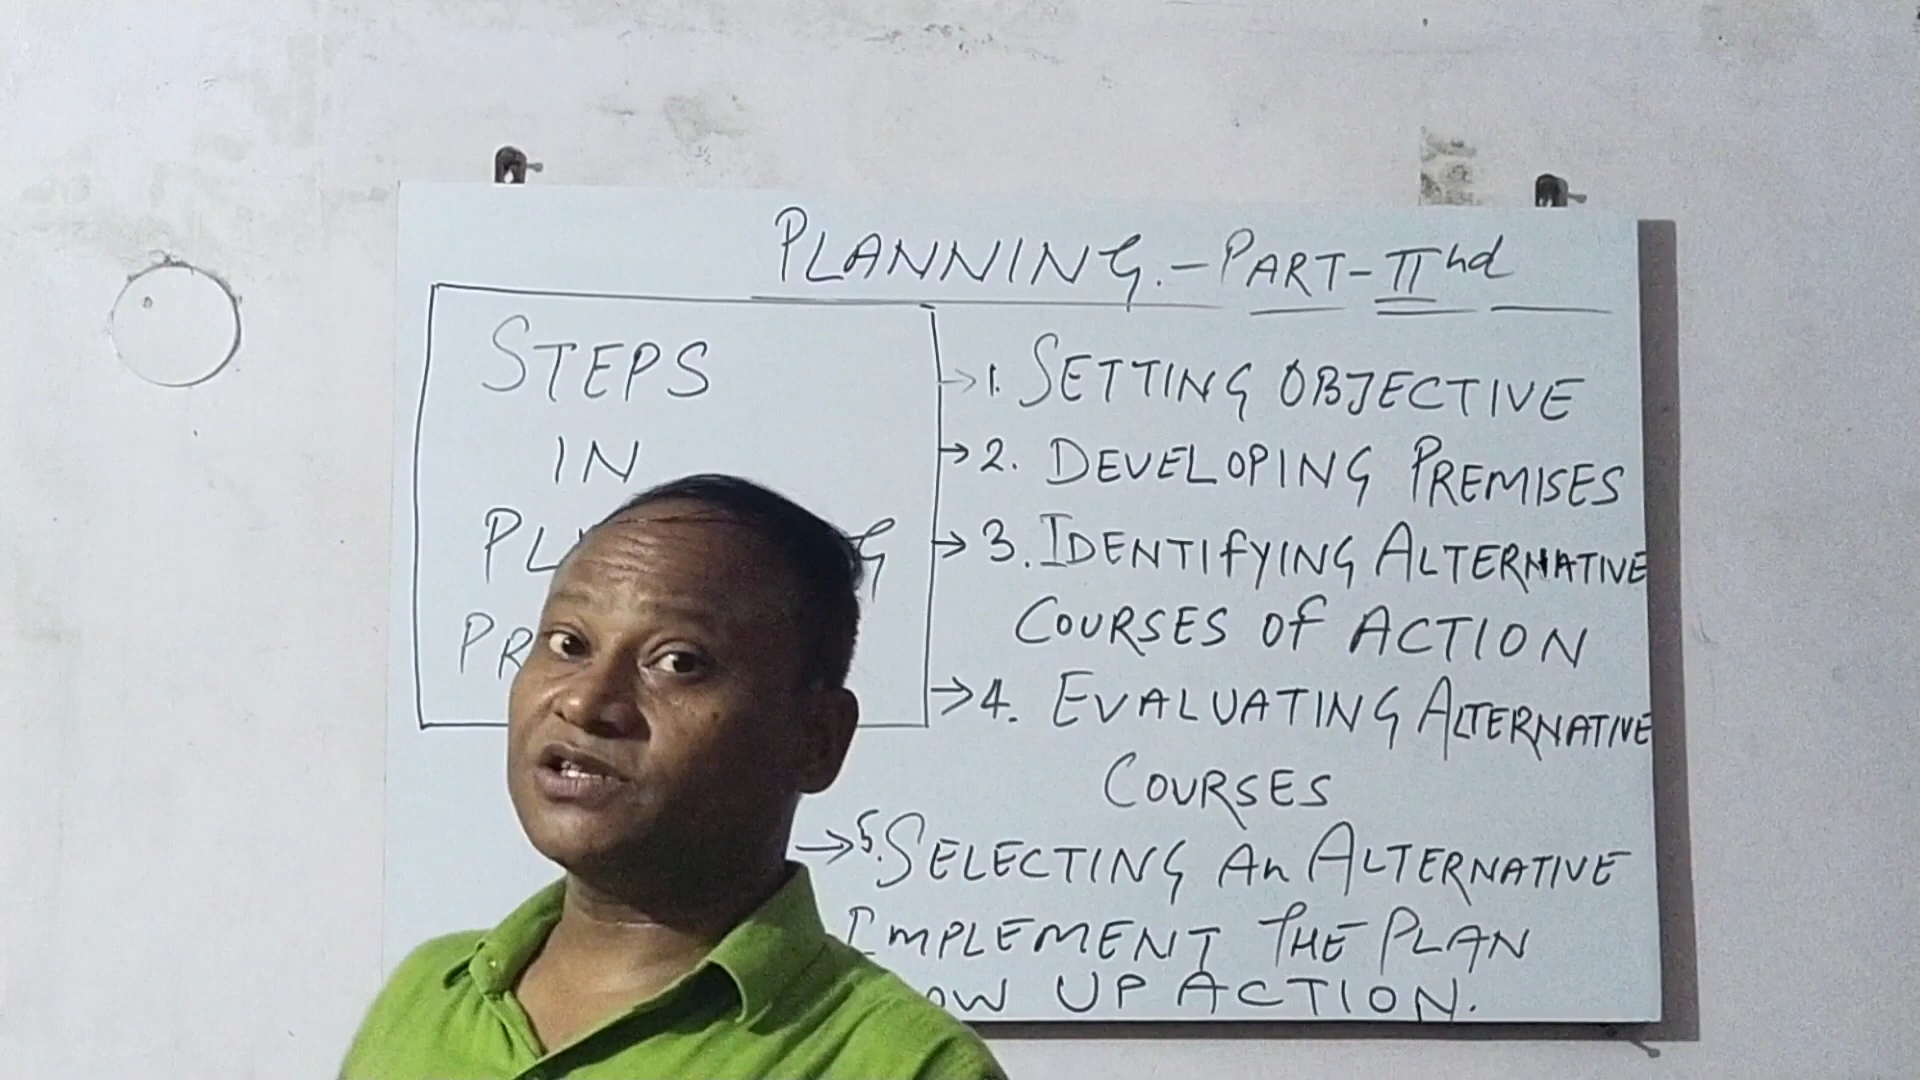 PLANNING.-PART-IInd
STEPS
IN
1. SETTING OBJECTIVE
2. DEVELOPING PREMISES
3. IDENTIFYING ALTERNATIVE
COURSES OF ACTION
4. EVALUATING ALTERNATIVE
COURSES
5. SELECTING An ALTERNATIVE
IMPLEMENT THE PLAN
UP ACTION.